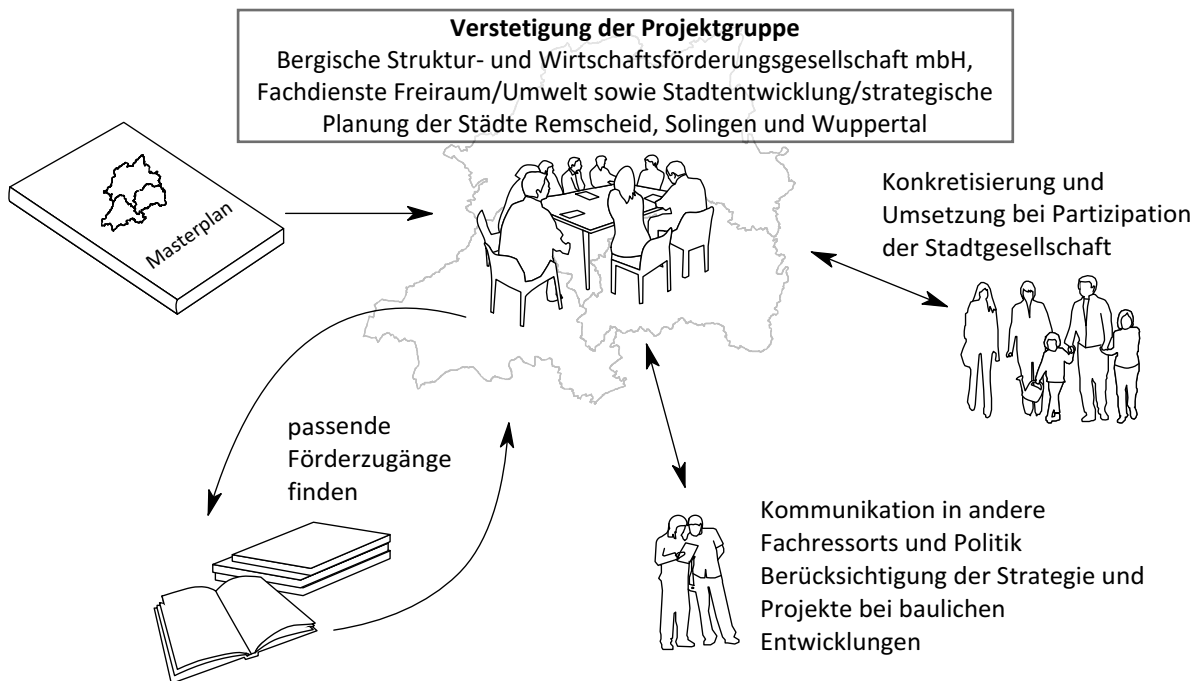 Verstetigung der Projektgruppe
Bergische Struktur- und Wirtschaftsförderungsgesellschaft mbH,
Fachdienste Freiraum/Umwelt sowie Stadtentwicklung/strategische
Planung der Städte Remscheid, Solingen und Wuppertal
Masterplan
Konkretisierung und
Umsetzung bei Partizipation
der Stadtgesellschaft
passende
Förderzugänge
finden
Kommunikation in andere
Fachressorts und Politik
Berücksichtigung der Strategie und
Projekte bei baulichen
Entwicklungen